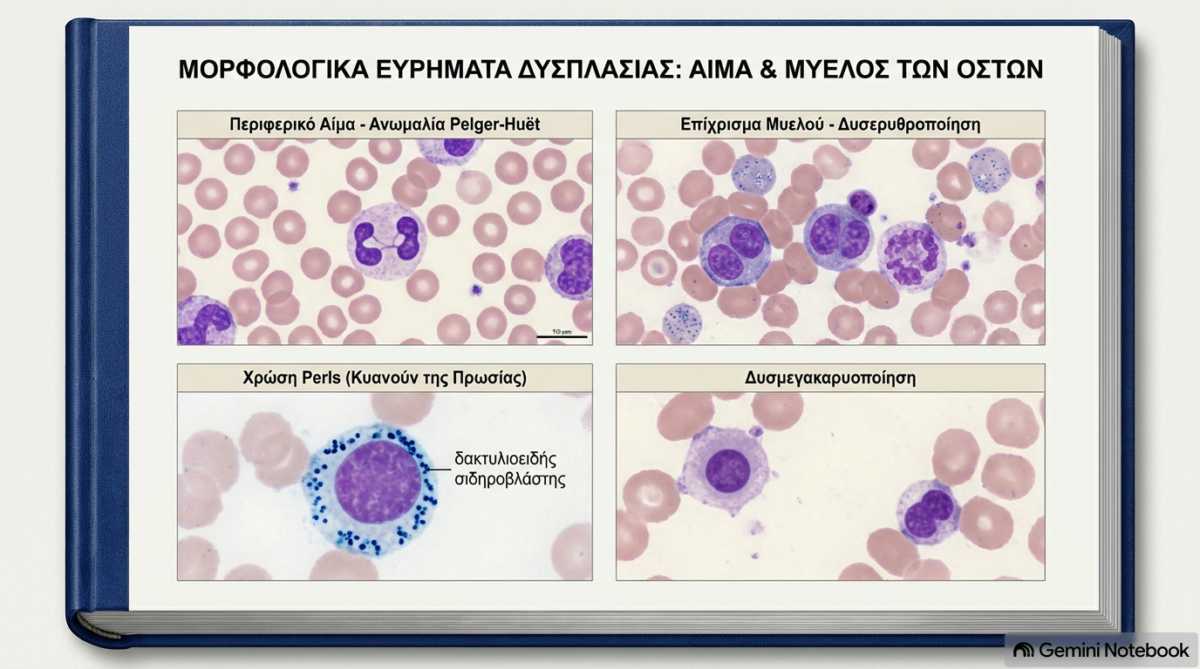 ΜΟΡΦΟΛΟΓΙΚΑ ΕΥΡΗΜΑΤΑ ΔΥΣΠΛΑΣΙΑΣ: ΑΙΜΑ & ΜΥΕΛΟΣ ΤΩΝ ΟΣΤΩΝ
Περιφερικό Αίμα - Ανωμαλία Pelger-Huët
Επίχρισμα Μυελού - Δυσερυθροποίηση
Χρώση Perls (Κυανούν της Πρωσίας)
δακτυλιοειδής
σιδηροβλάστης
Δυσμεγακαρυοποίηση
Gemini Notebook